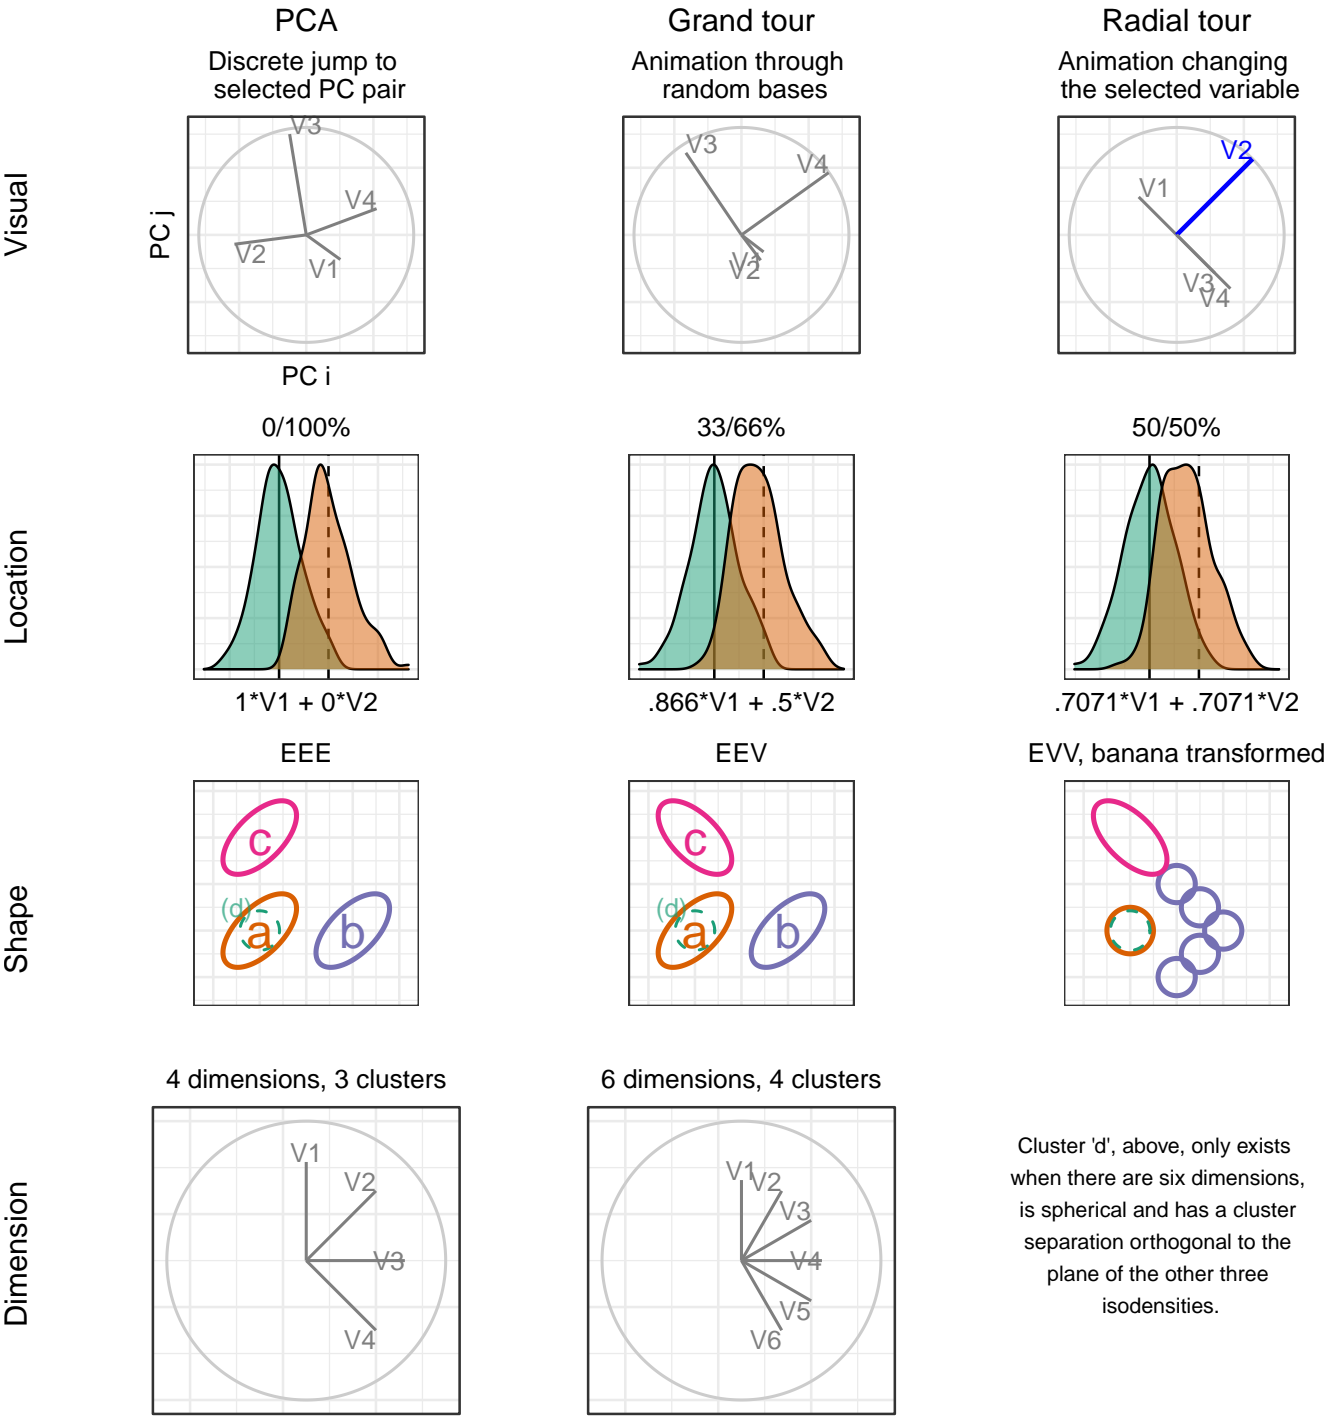 PCA
Grand tour
Radial tour
Discrete jump to
selected PC pair
Animation through
random bases
Animation changing
the selected variable
Visual
PC j
V3
V4
V2
V1
PC i
V3
V4
V1
V2
V2
V1
V3
V4
Location
0/100%
33/66%
50/50%
1*V1 + 0*V2
.866*V1 + .5*V2
.7071*V1 + .7071*V2
Shape
EEE
EEV
EVV, banana transformed
c
(d)
a
b
c
(d)
a
b
Dimension
4 dimensions, 3 clusters
6 dimensions, 4 clusters
V1
V2
V3
V4
V1
V2
V3
V4
V5
V6
Cluster 'd', above, only exists
when there are six dimensions,
is spherical and has a cluster
separation orthogonal to the
plane of the other three
isodensities.